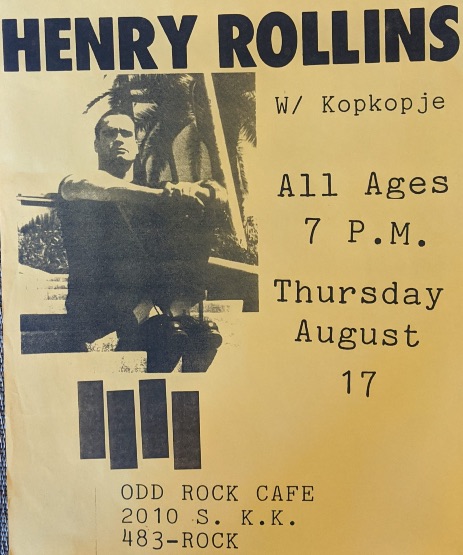 HENRY ROLLINS
W/ Kopkopje
All Ages
7 P.M.
Thursday
August
17
ODD ROCK CAFE
2010 S. K.K.
483-ROCK